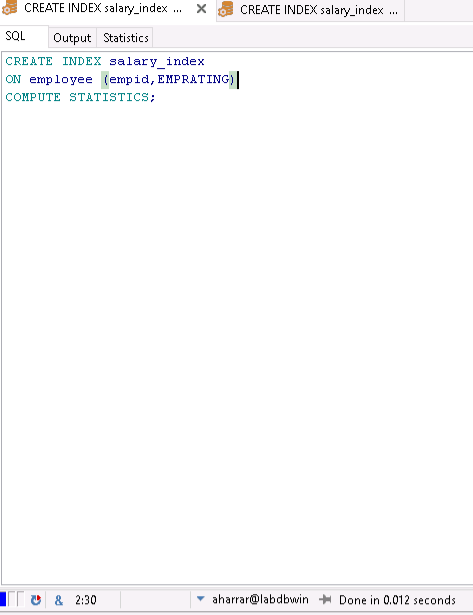 CREATE INDEX salary_index ... CREATE INDEX salary_index ...
SQL Output Statistics
CREATE INDEX salary_index
ON employee (empid,EMPRATING)
COMPUTE STATISTICS;
& 2:30 aharrar@labdbwin Done in 0.012 seconds